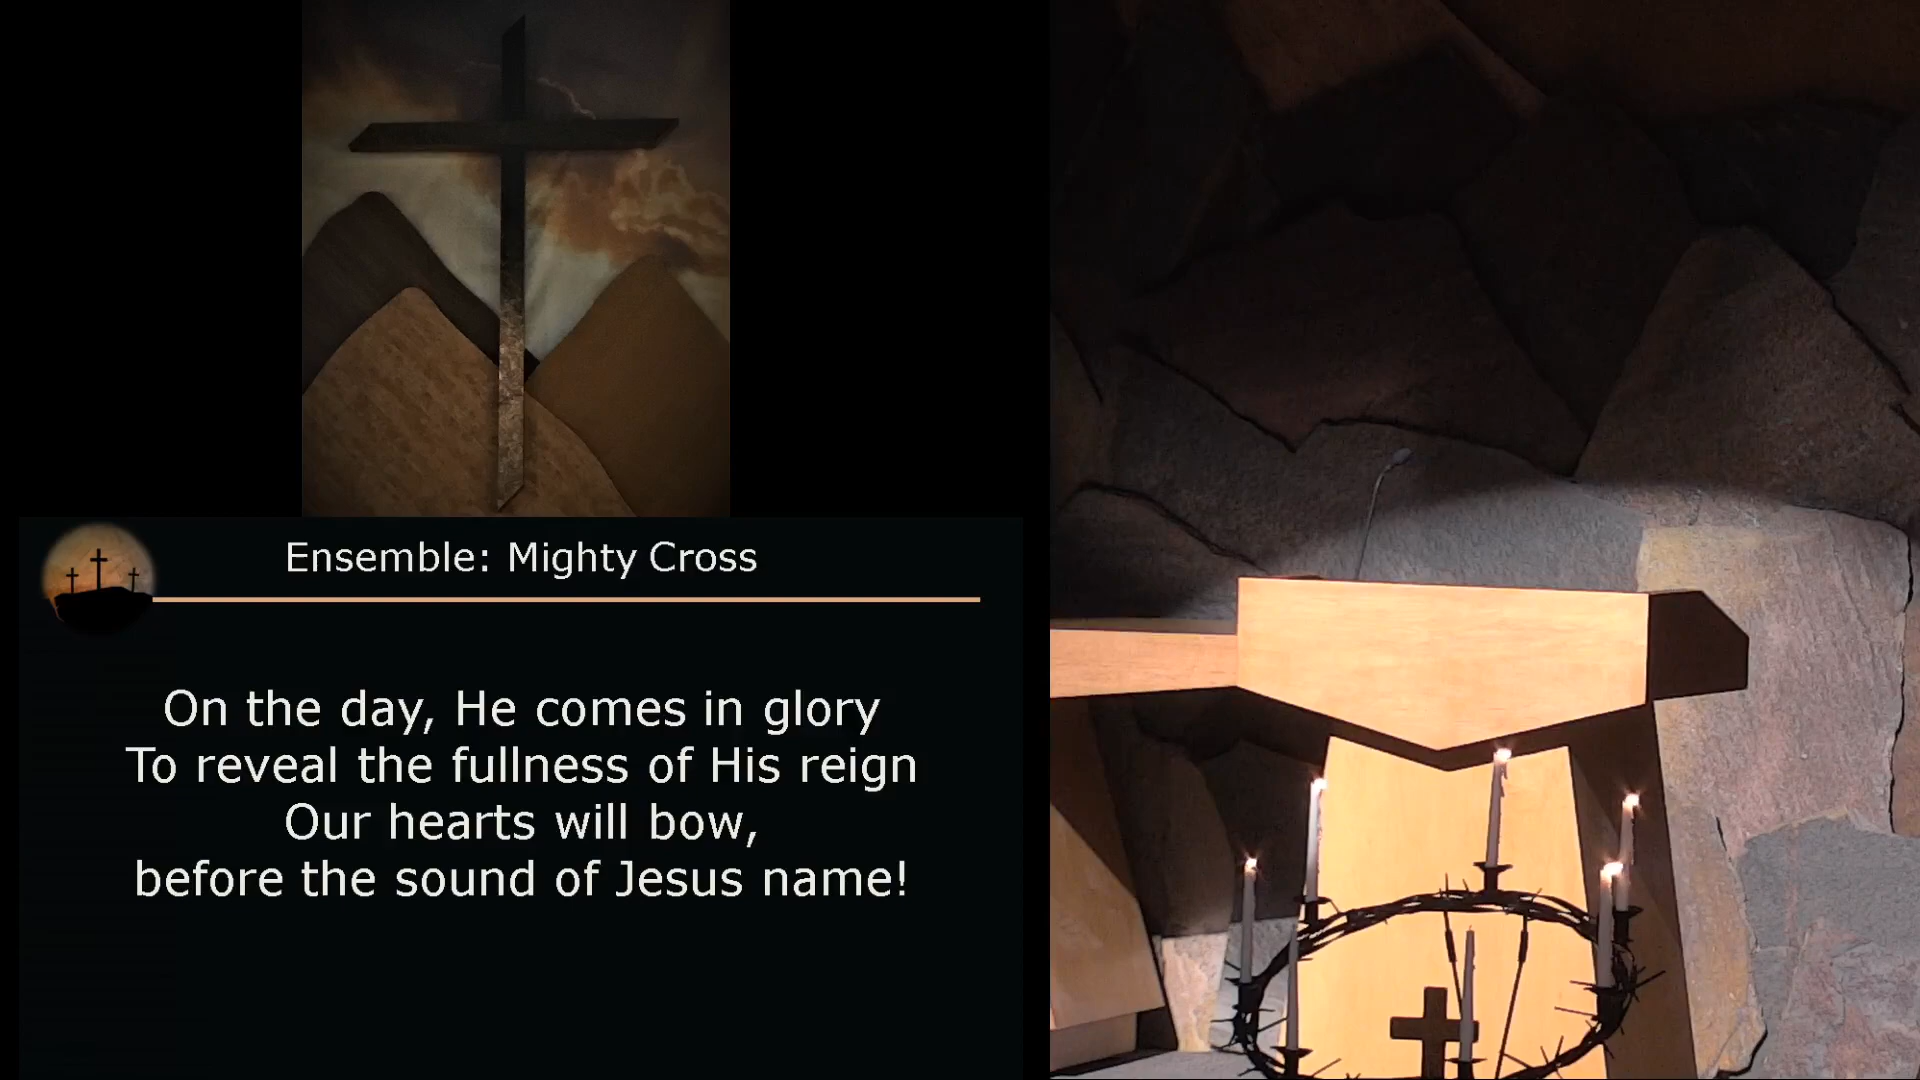 Ensemble: Mighty Cross
On the day, He comes in glory
To reveal the fullness of His reign
Our hearts will bow,
before the sound of Jesus name!